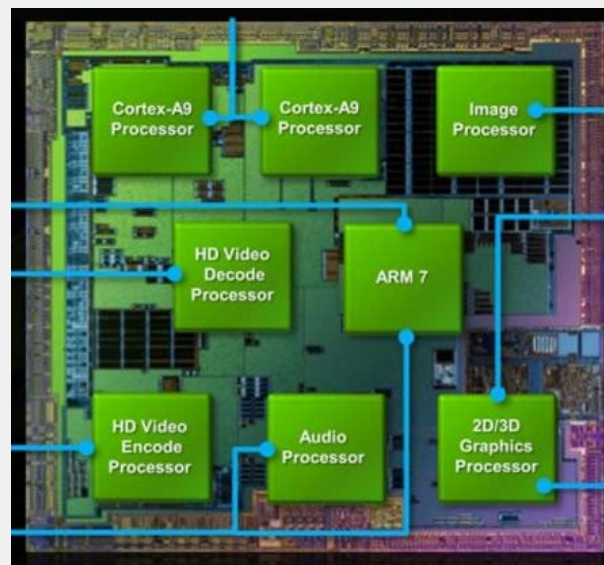 Cortex-A9
Processor
Cortex-A9
Processor
Image
Processor
HD Video
Decode
Processor
ARM 7
HD Video
Encode
Processor
Audio
Processor
2D/3D
Graphics
Processor